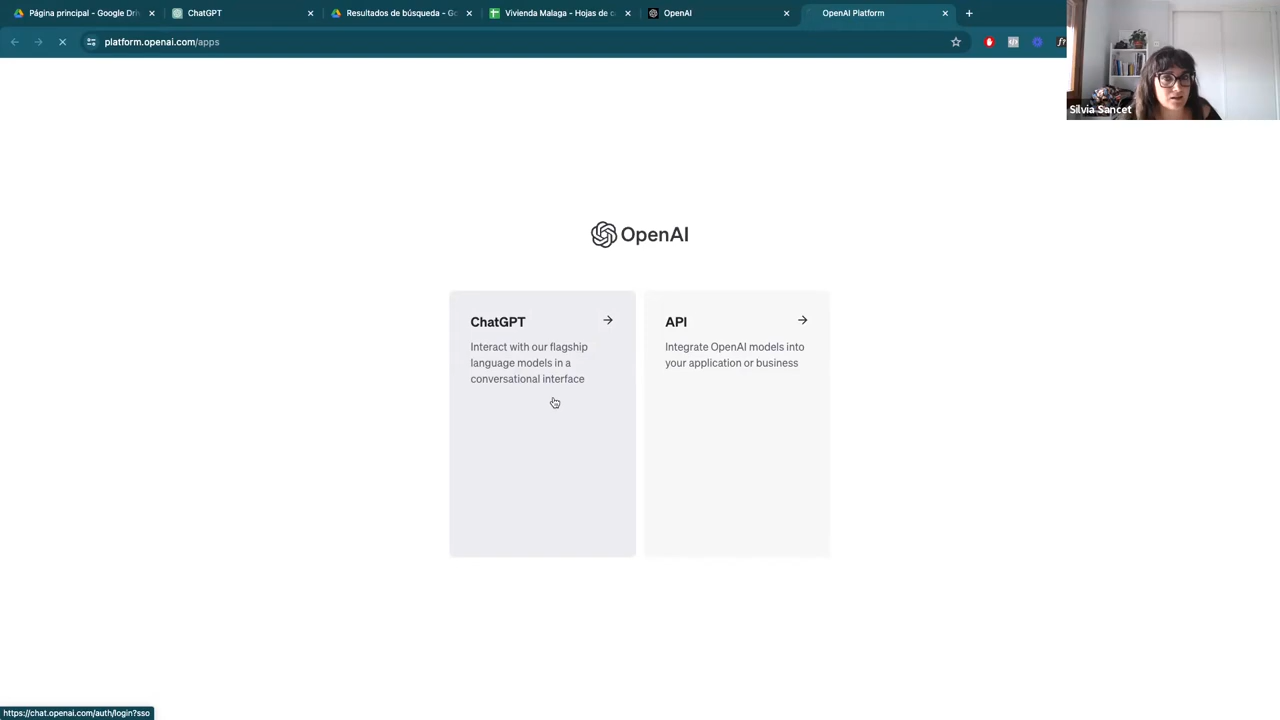 Página principal - Google Dri
ChatGPT
Resultados de búsqueda - Go
Vivienda Malaga - Hojas de c
OpenAI
OpenAI Platform
platform.openai.com/apps
Silvia Sancet
OpenAI
ChatGPT
Interact with our flagship
language models in a
conversational interface
API
Integrate OpenAI models into
your application or business
https://chat.openai.com/auth/login?sso